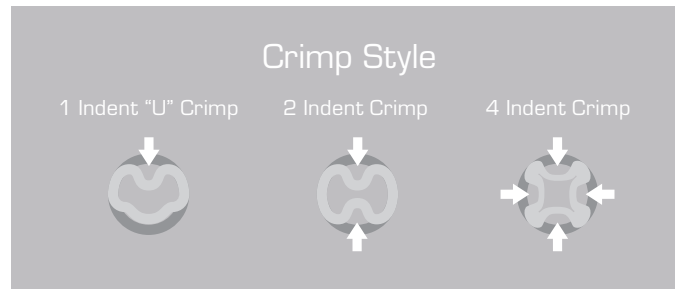 Crimp Style
1 Indent “U” Crimp
2 Indent Crimp
4 Indent Crimp